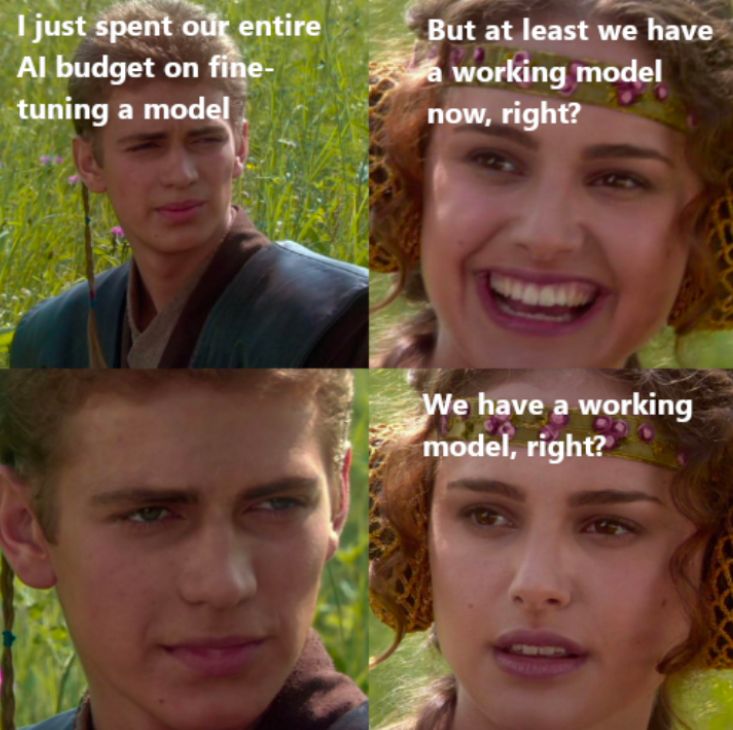 I just spent our entire
AI budget on fine-
tuning a model
But at least we have
a working model
now, right?
We have a working
model, right?